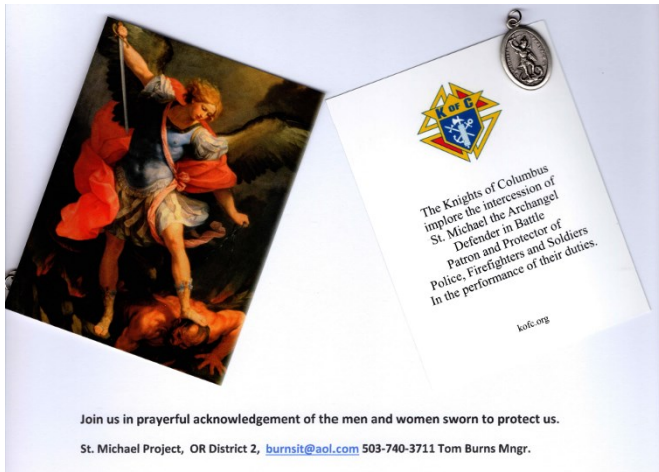 K OF C
The Knights of Columbus
implore the intercession of
St. Michael the Archangel
Defender in Battle
Patron and Protector of
Police, Firefighters and Soldiers
In the performance of their duties.
kofc.org
Join us in prayerful acknowledgement of the men and women sworn to protect us.
St. Michael Project, OR District 2, burnsit@aol.com 503-740-3711 Tom Burns Mngr.